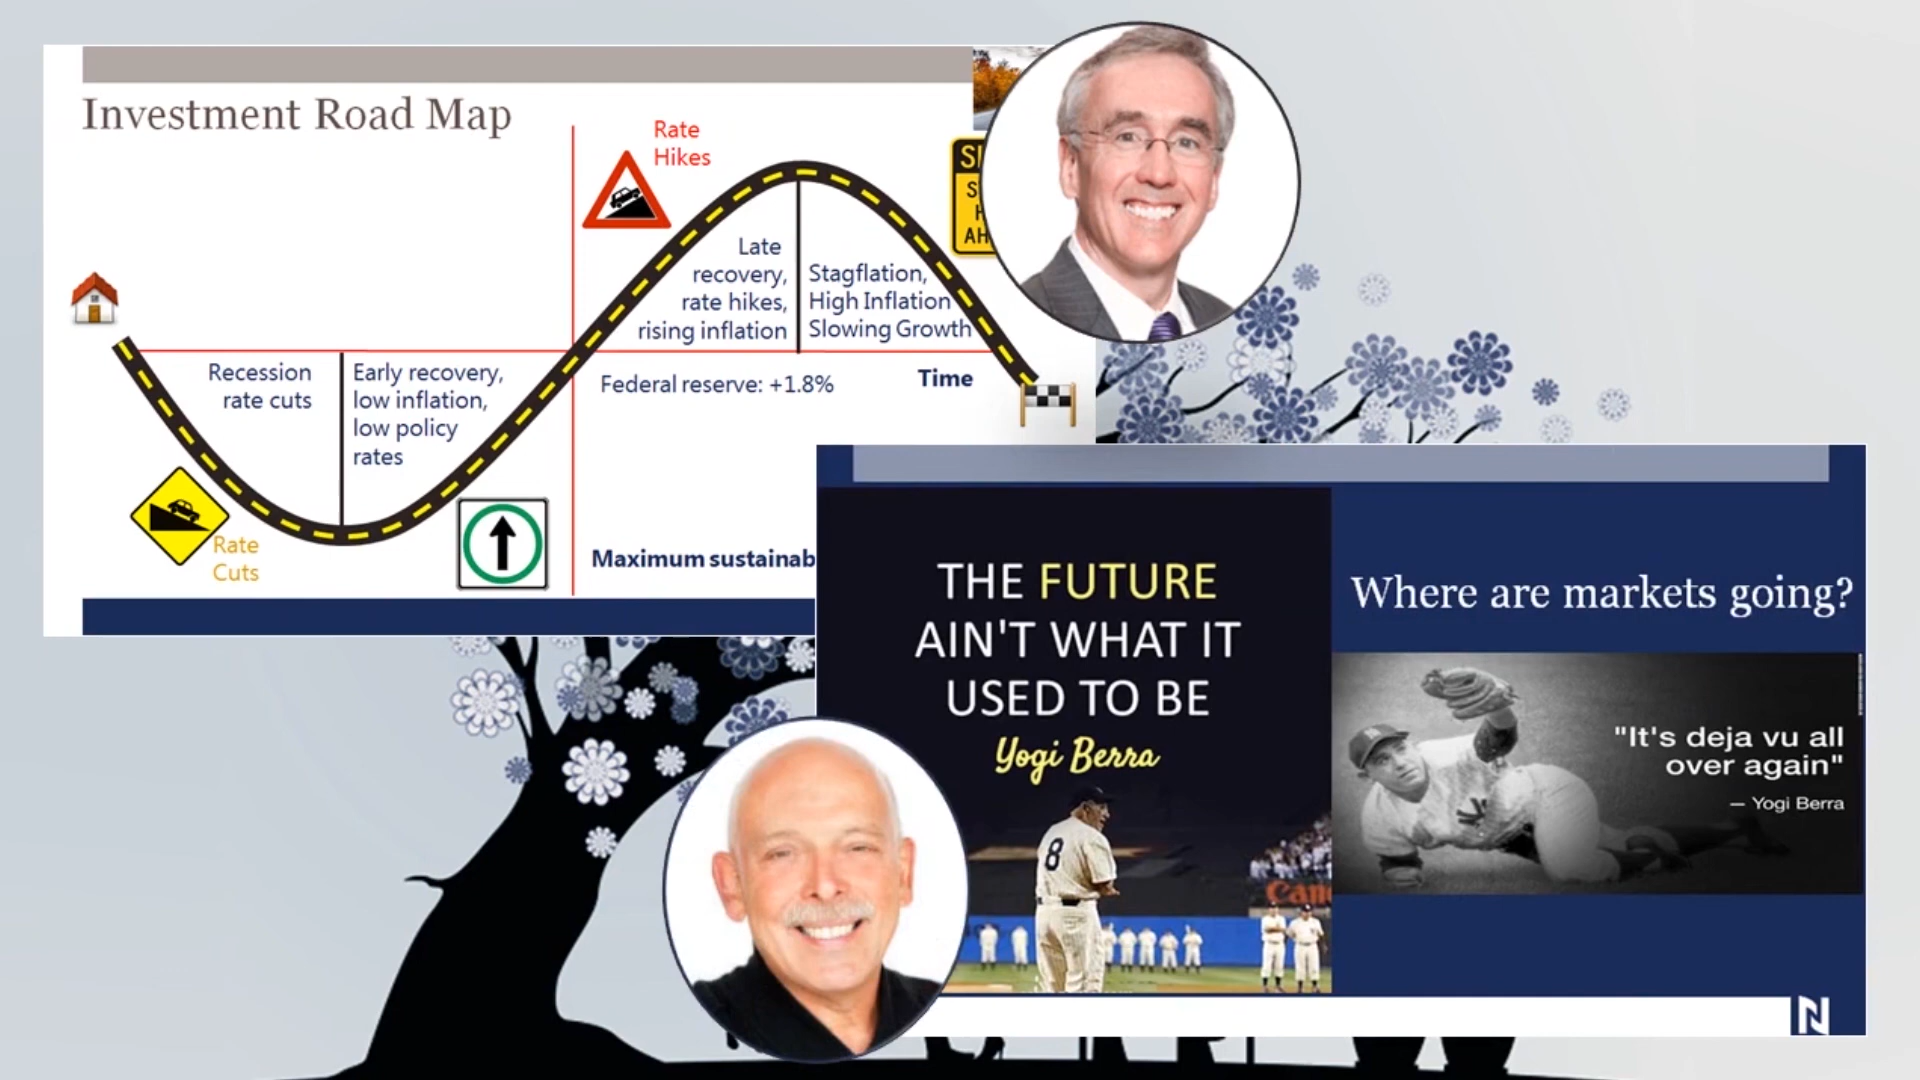 Investment Road Map
Rate
Hikes
Late
recovery,
rate hikes,
rising inflation
Stagflation,
High Inflation
Slowing Growth
Recession
rate cuts
Early recovery,
low inflation,
low policy
rates
Federal reserve: +1.8%
Time
Rate
Cuts
Maximum
THE FUTURE
AIN'T WHAT IT
USED TO BE
Yogi Berra
8
Where are markets going?
"It's deja vu all
over again"
— Yogi Berra